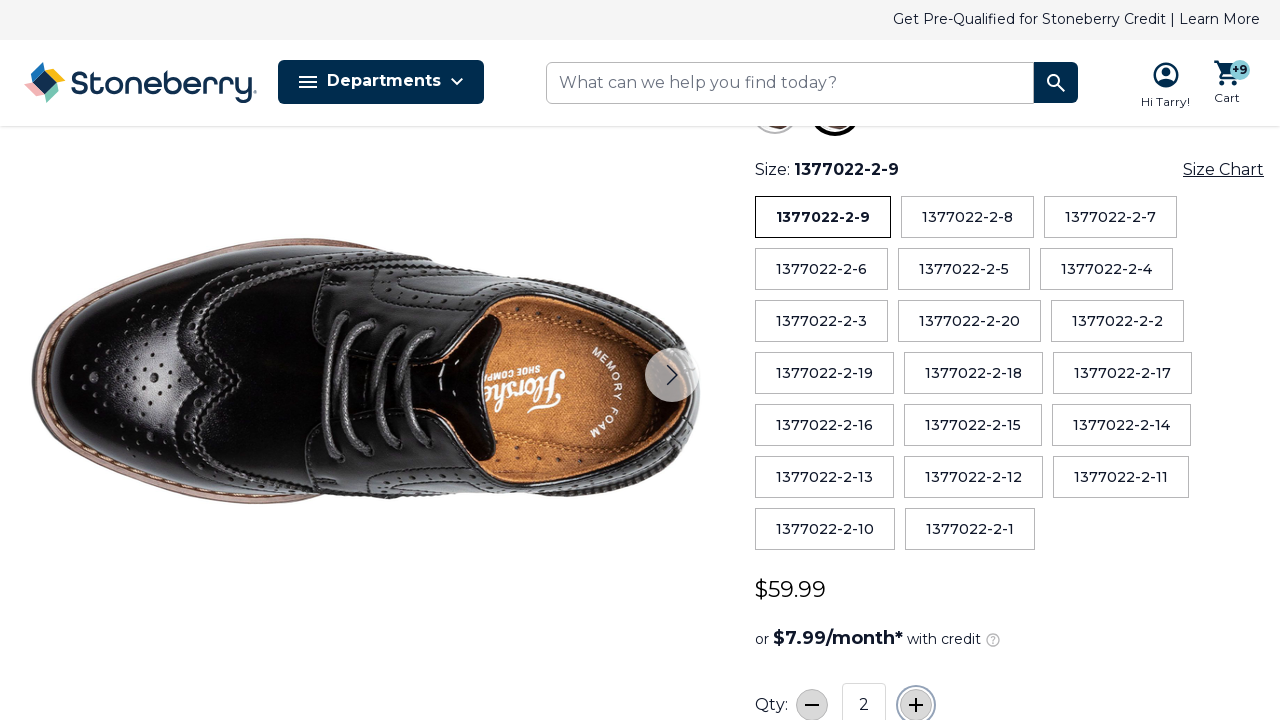 Get Pre-Qualified for Stoneberry Credit | Learn More
Stoneberry
Departments
What can we help you find today?
Hi Tarry!
+9
Cart
Size: 1377022-2-9
Size Chart
1377022-2-9 1377022-2-8 1377022-2-7
1377022-2-6 1377022-2-5 1377022-2-4
1377022-2-3 1377022-2-20 1377022-2-2
1377022-2-19 1377022-2-18 1377022-2-17
1377022-2-16 1377022-2-15 1377022-2-14
1377022-2-13 1377022-2-12 1377022-2-11
1377022-2-10 1377022-2-1
$59.99
or $7.99/month* with credit
Qty: 2
MEMORY FOAM